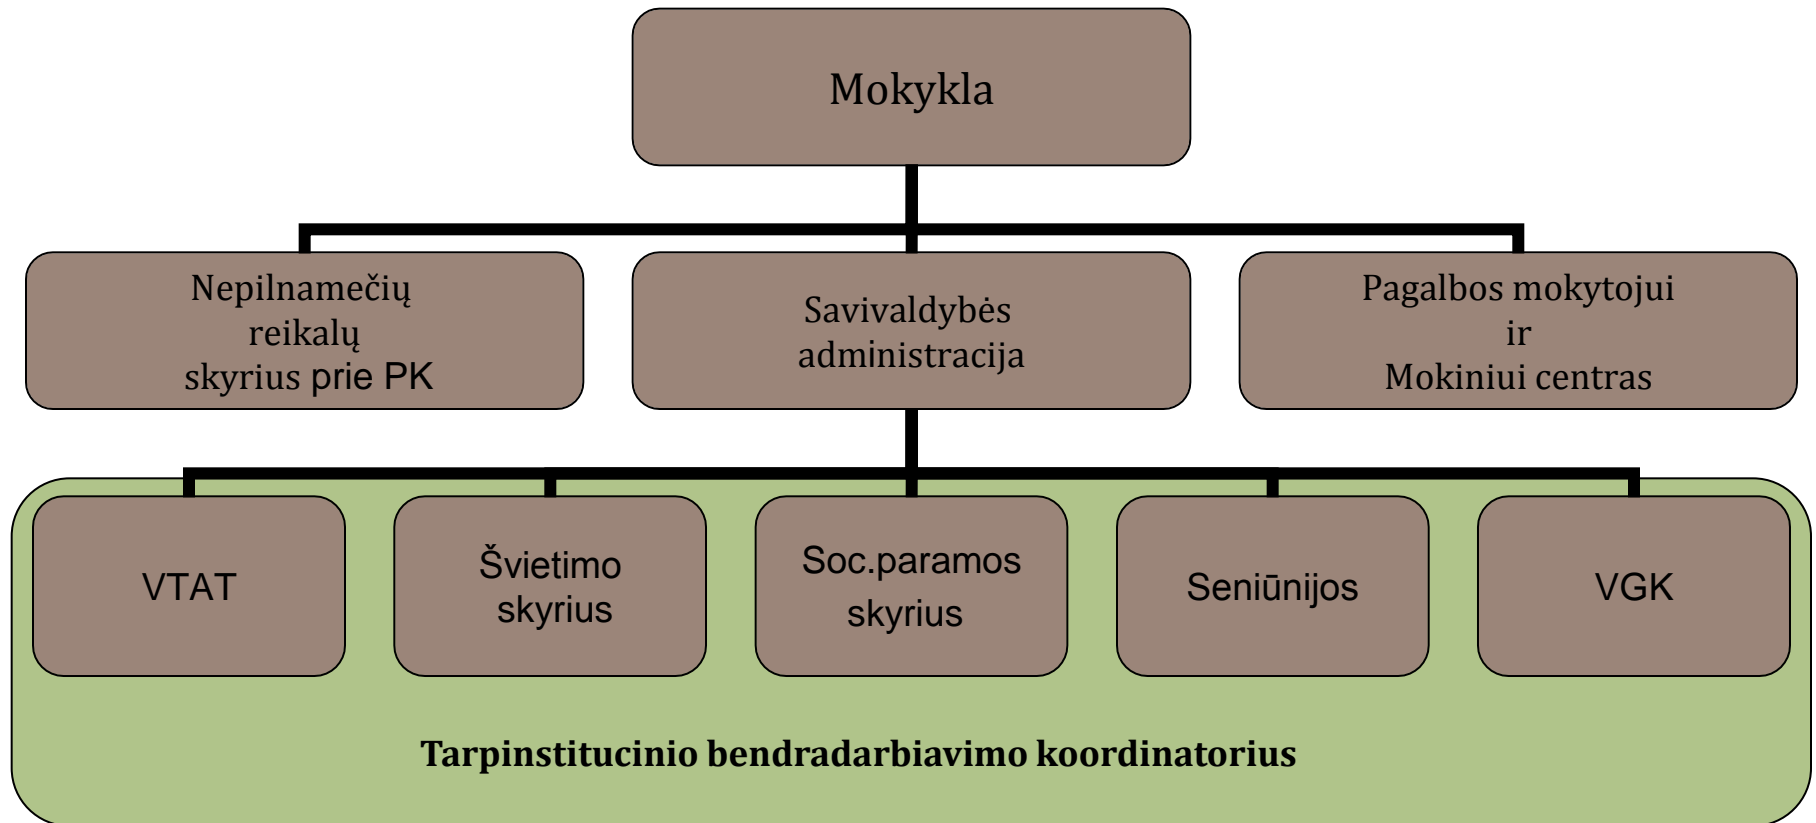 Mokykla
Nepilnamečių
reikalų
skyrius prie PK
Savivaldybės
administracija
Pagalbos mokytojui
ir
Mokiniui centras
VTAT
Švietimo
skyrius
Soc.paramos
skyrius
Seniūnijos
VGK
Tarpinstitucinio bendradarbiavimo koordinatorius